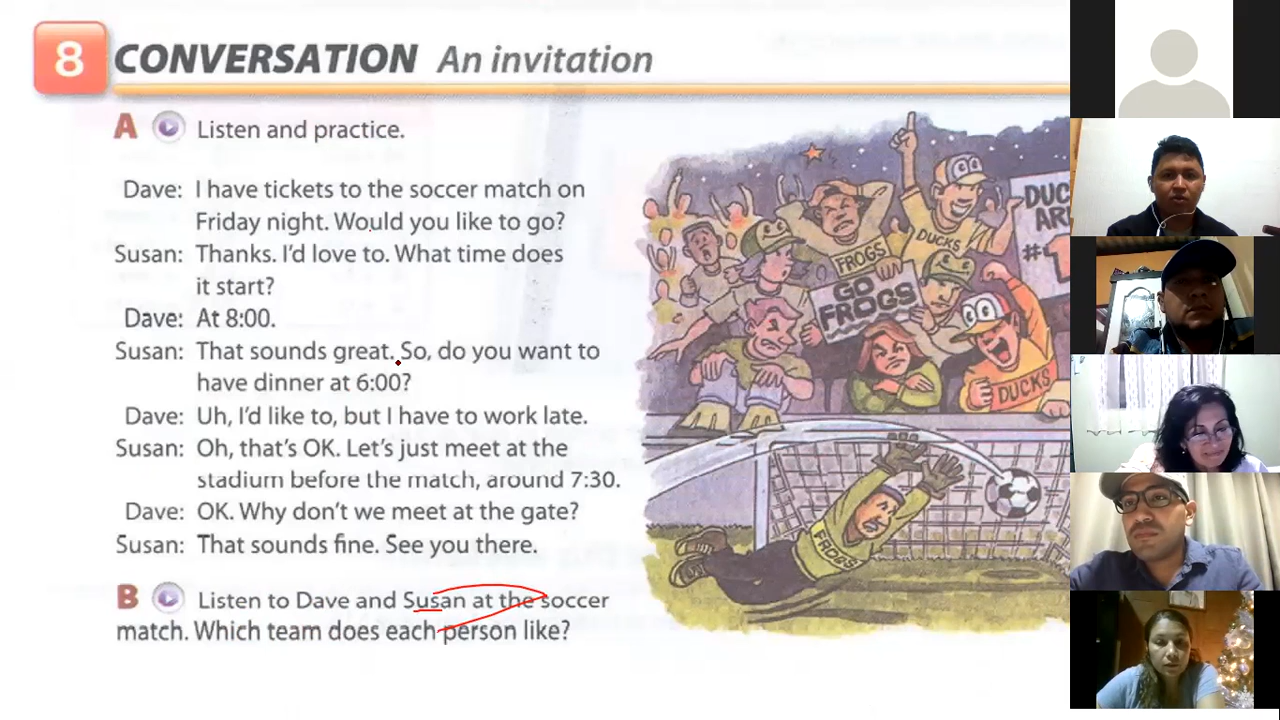 8 CONVERSATION An invitation
A Listen and practice.
Dave: I have tickets to the soccer match on
Friday night. Would you like to go?
Susan: Thanks. I'd love to. What time does
it start?
Dave: At 8:00.
Susan: That sounds great. So, do you want to
have dinner at 6:00?
Dave: Uh, I'd like to, but I have to work late.
Susan: Oh, that's OK. Let's just meet at the
stadium before the match, around 7:30.
Dave: OK. Why don't we meet at the gate?
Susan: That sounds fine. See you there.
B Listen to Dave and Susan at the soccer
match. Which team does each person like?
DUCKS
FROGS
GO
FROGS
DUC
AR
#1
DUCKS
FROGS